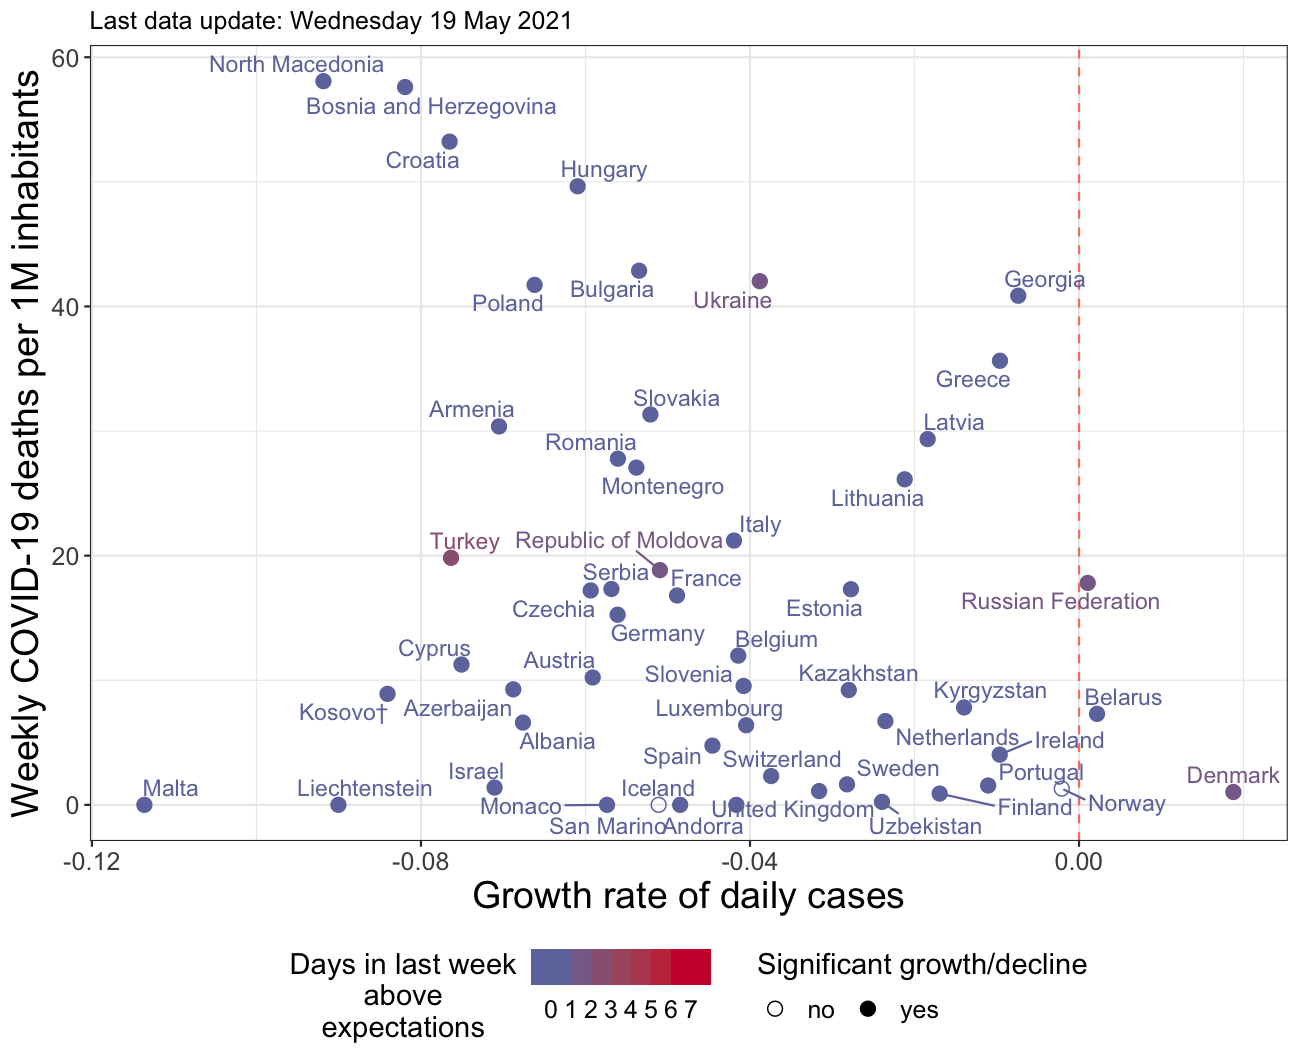 Last data update: Wednesday 19 May 2021
60
North Macedonia
Bosnia and Herzegovina
Croatia
Hungary
Bulgaria
Poland
Ukraine
Georgia
40
Greece
Slovakia
Armenia
Latvia
Romania
Montenegro
Lithuania
Italy
Turkey
Republic of Moldova
20
Serbia
France
Czechia
Estonia
Russian Federation
Germany
Belgium
Cyprus
Austria
Slovenia
Kazakhstan
Kyrgyzstan
Belarus
Kosovo†
Azerbaijan
Luxembourg
Albania
Netherlands
Ireland
Spain
Switzerland
Israel
Sweden
Portugal
Denmark
Malta
Liechtenstein
Iceland
Monaco
United Kingdom
Finland
Norway
0
San Marino
Andorra
Uzbekistan
Weekly COVID-19 deaths per 1M inhabitants
-0.12 -0.08 -0.04 0.00
Growth rate of daily cases
Days in last week
above
expectations
0 1 2 3 4 5 6 7
Significant growth/decline
no yes